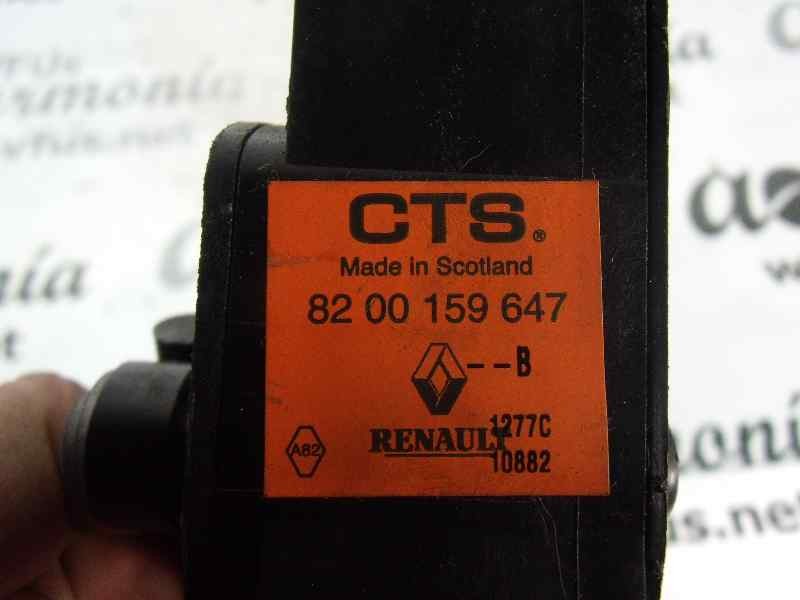 CTS®
Made in Scotland
82 00 159 647
--B
RENAULT
1277C
A82
10882